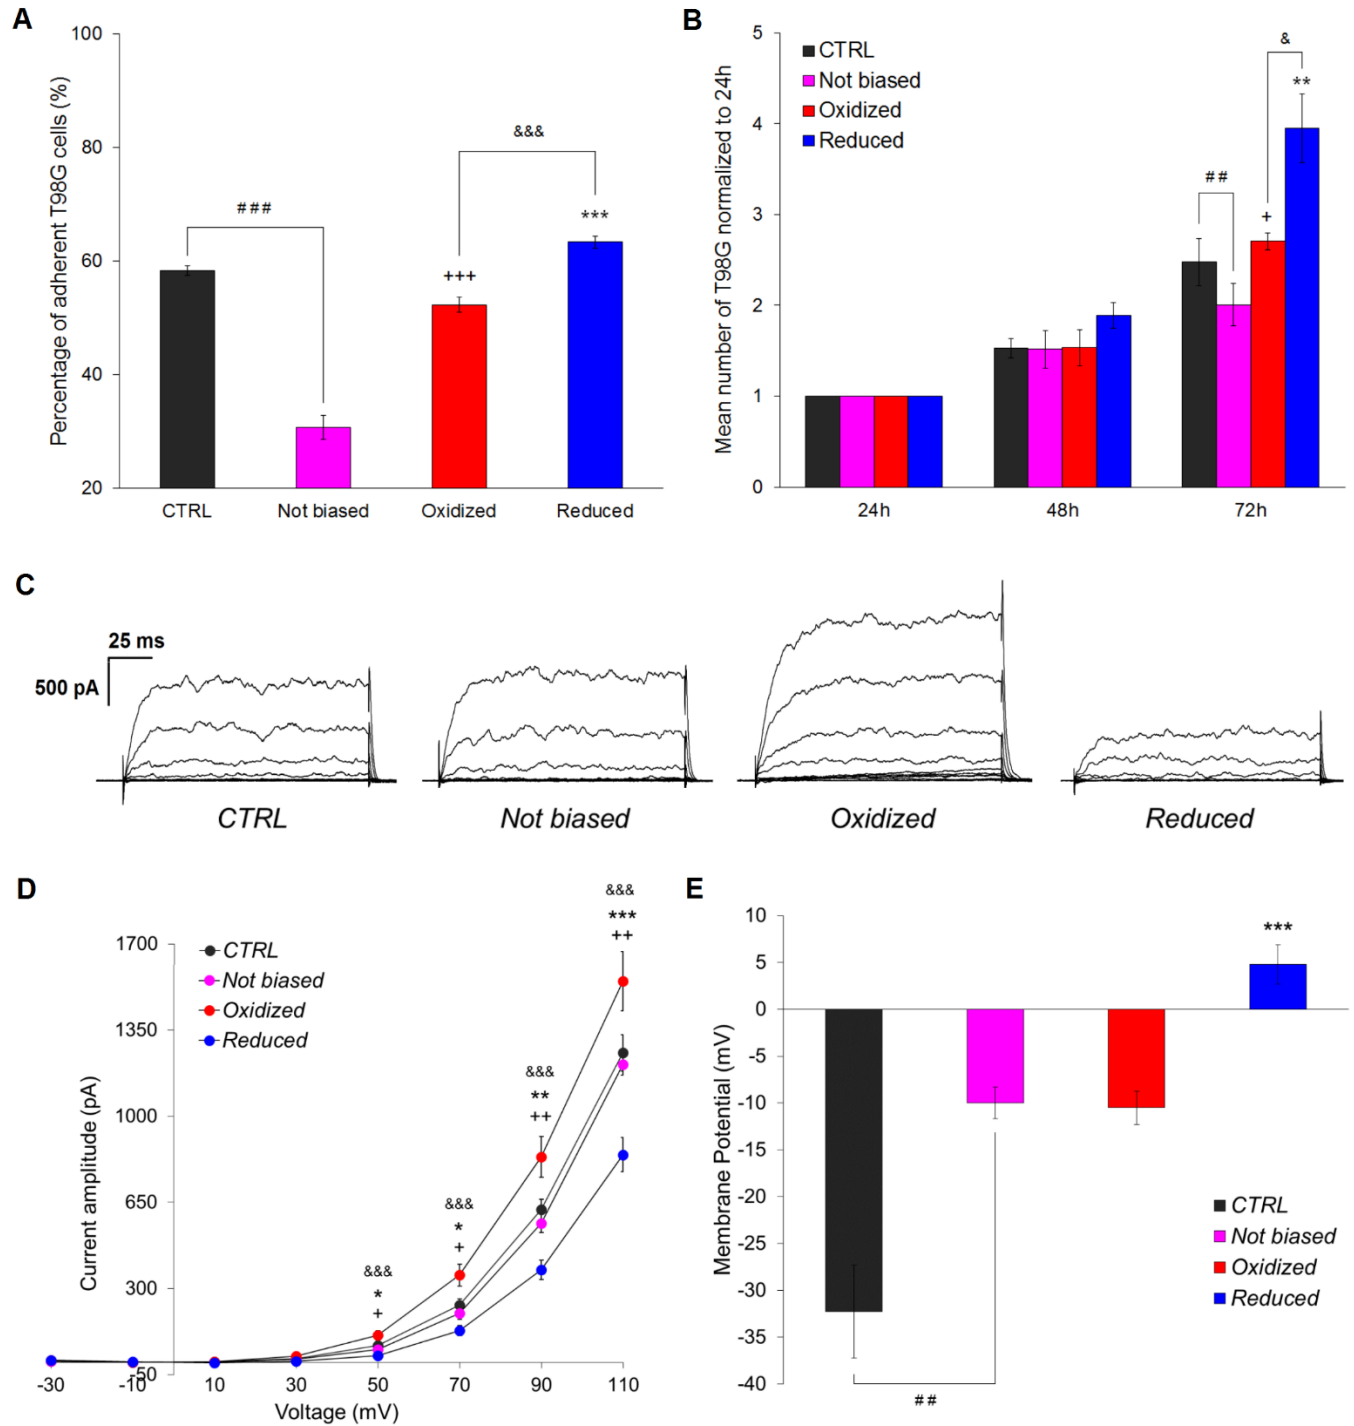 A
Percentage of adherent T98G cells (%)
100
80
60
40
20
###
+++
&&&
***
CTRL
Not biased
Oxidized
Reduced
B
Mean number of T98G normalized to 24h
5
4
3
2
1
0
CTRL
Not biased
Oxidized
Reduced
##
+
&
**
24h
48h
72h
C
25 ms
500 pA
CTRL
Not biased
Oxidized
Reduced
D
Current amplitude (pA)
1700
1350
1000
650
300
-50
CTRL
Not biased
Oxidized
Reduced
&&&
*
+
&&&
*
+
&&&
**
++
&&&
***
++
-30
-10
10
30
50
70
90
110
Voltage (mV)
E
Membrane Potential (mV)
10
5
0
-5
-10
-15
-20
-25
-30
-35
-40
***
##
CTRL
Not biased
Oxidized
Reduced